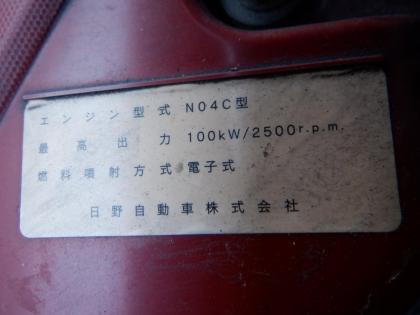 エンジン型式 N04C型
最高出力 100kW/2500r.p.m.
燃料噴射方式 電子式
日野自動車株式会社